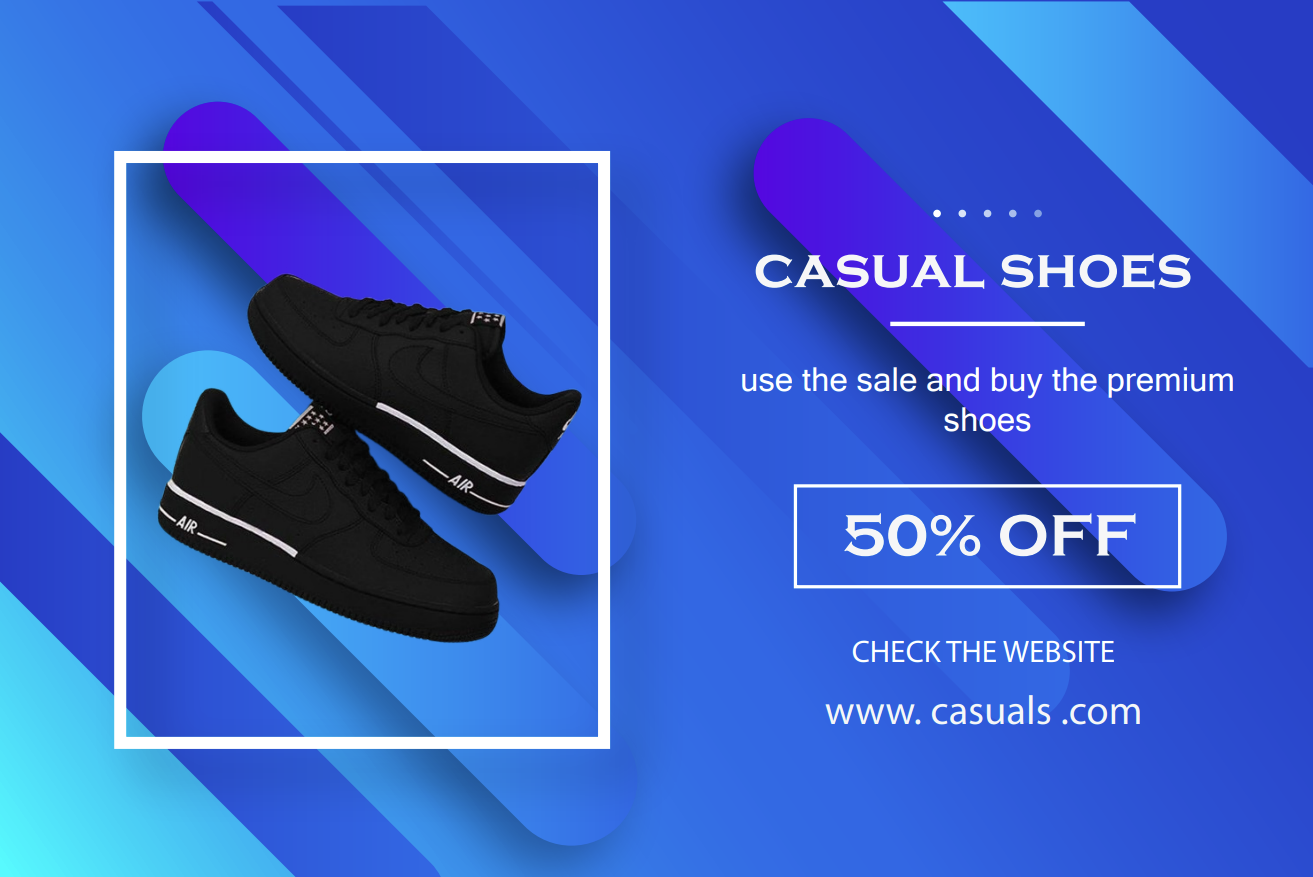 CASUAL SHOES
use the sale and buy the premium
shoes
50% OFF
CHECK THE WEBSITE
www. casuals .com
AIR
AIR